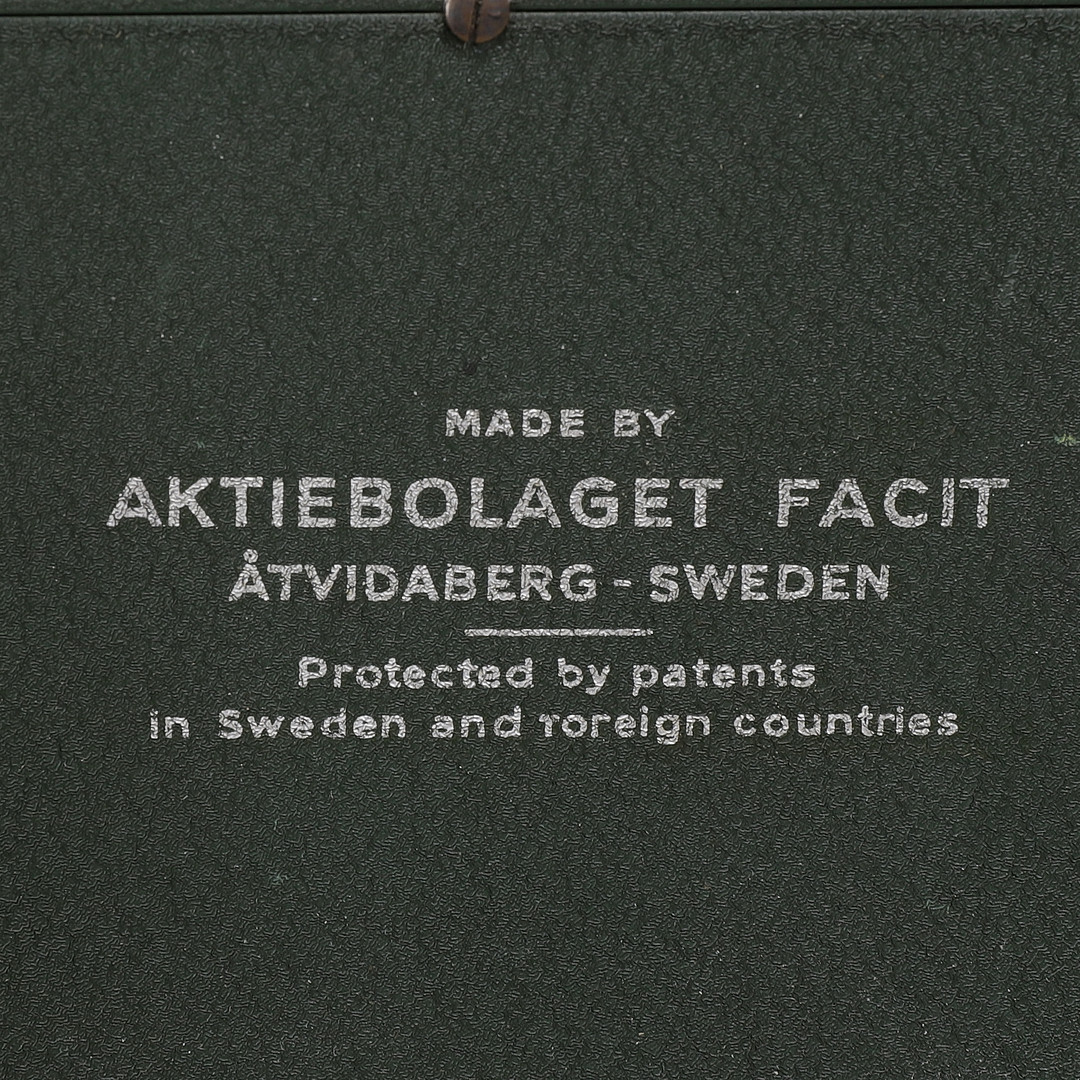 MADE BY
AKTIEBOLAGET FACIT
ÅTVIDABERG - SWEDEN
Protected by patents
in Sweden and foreign countries